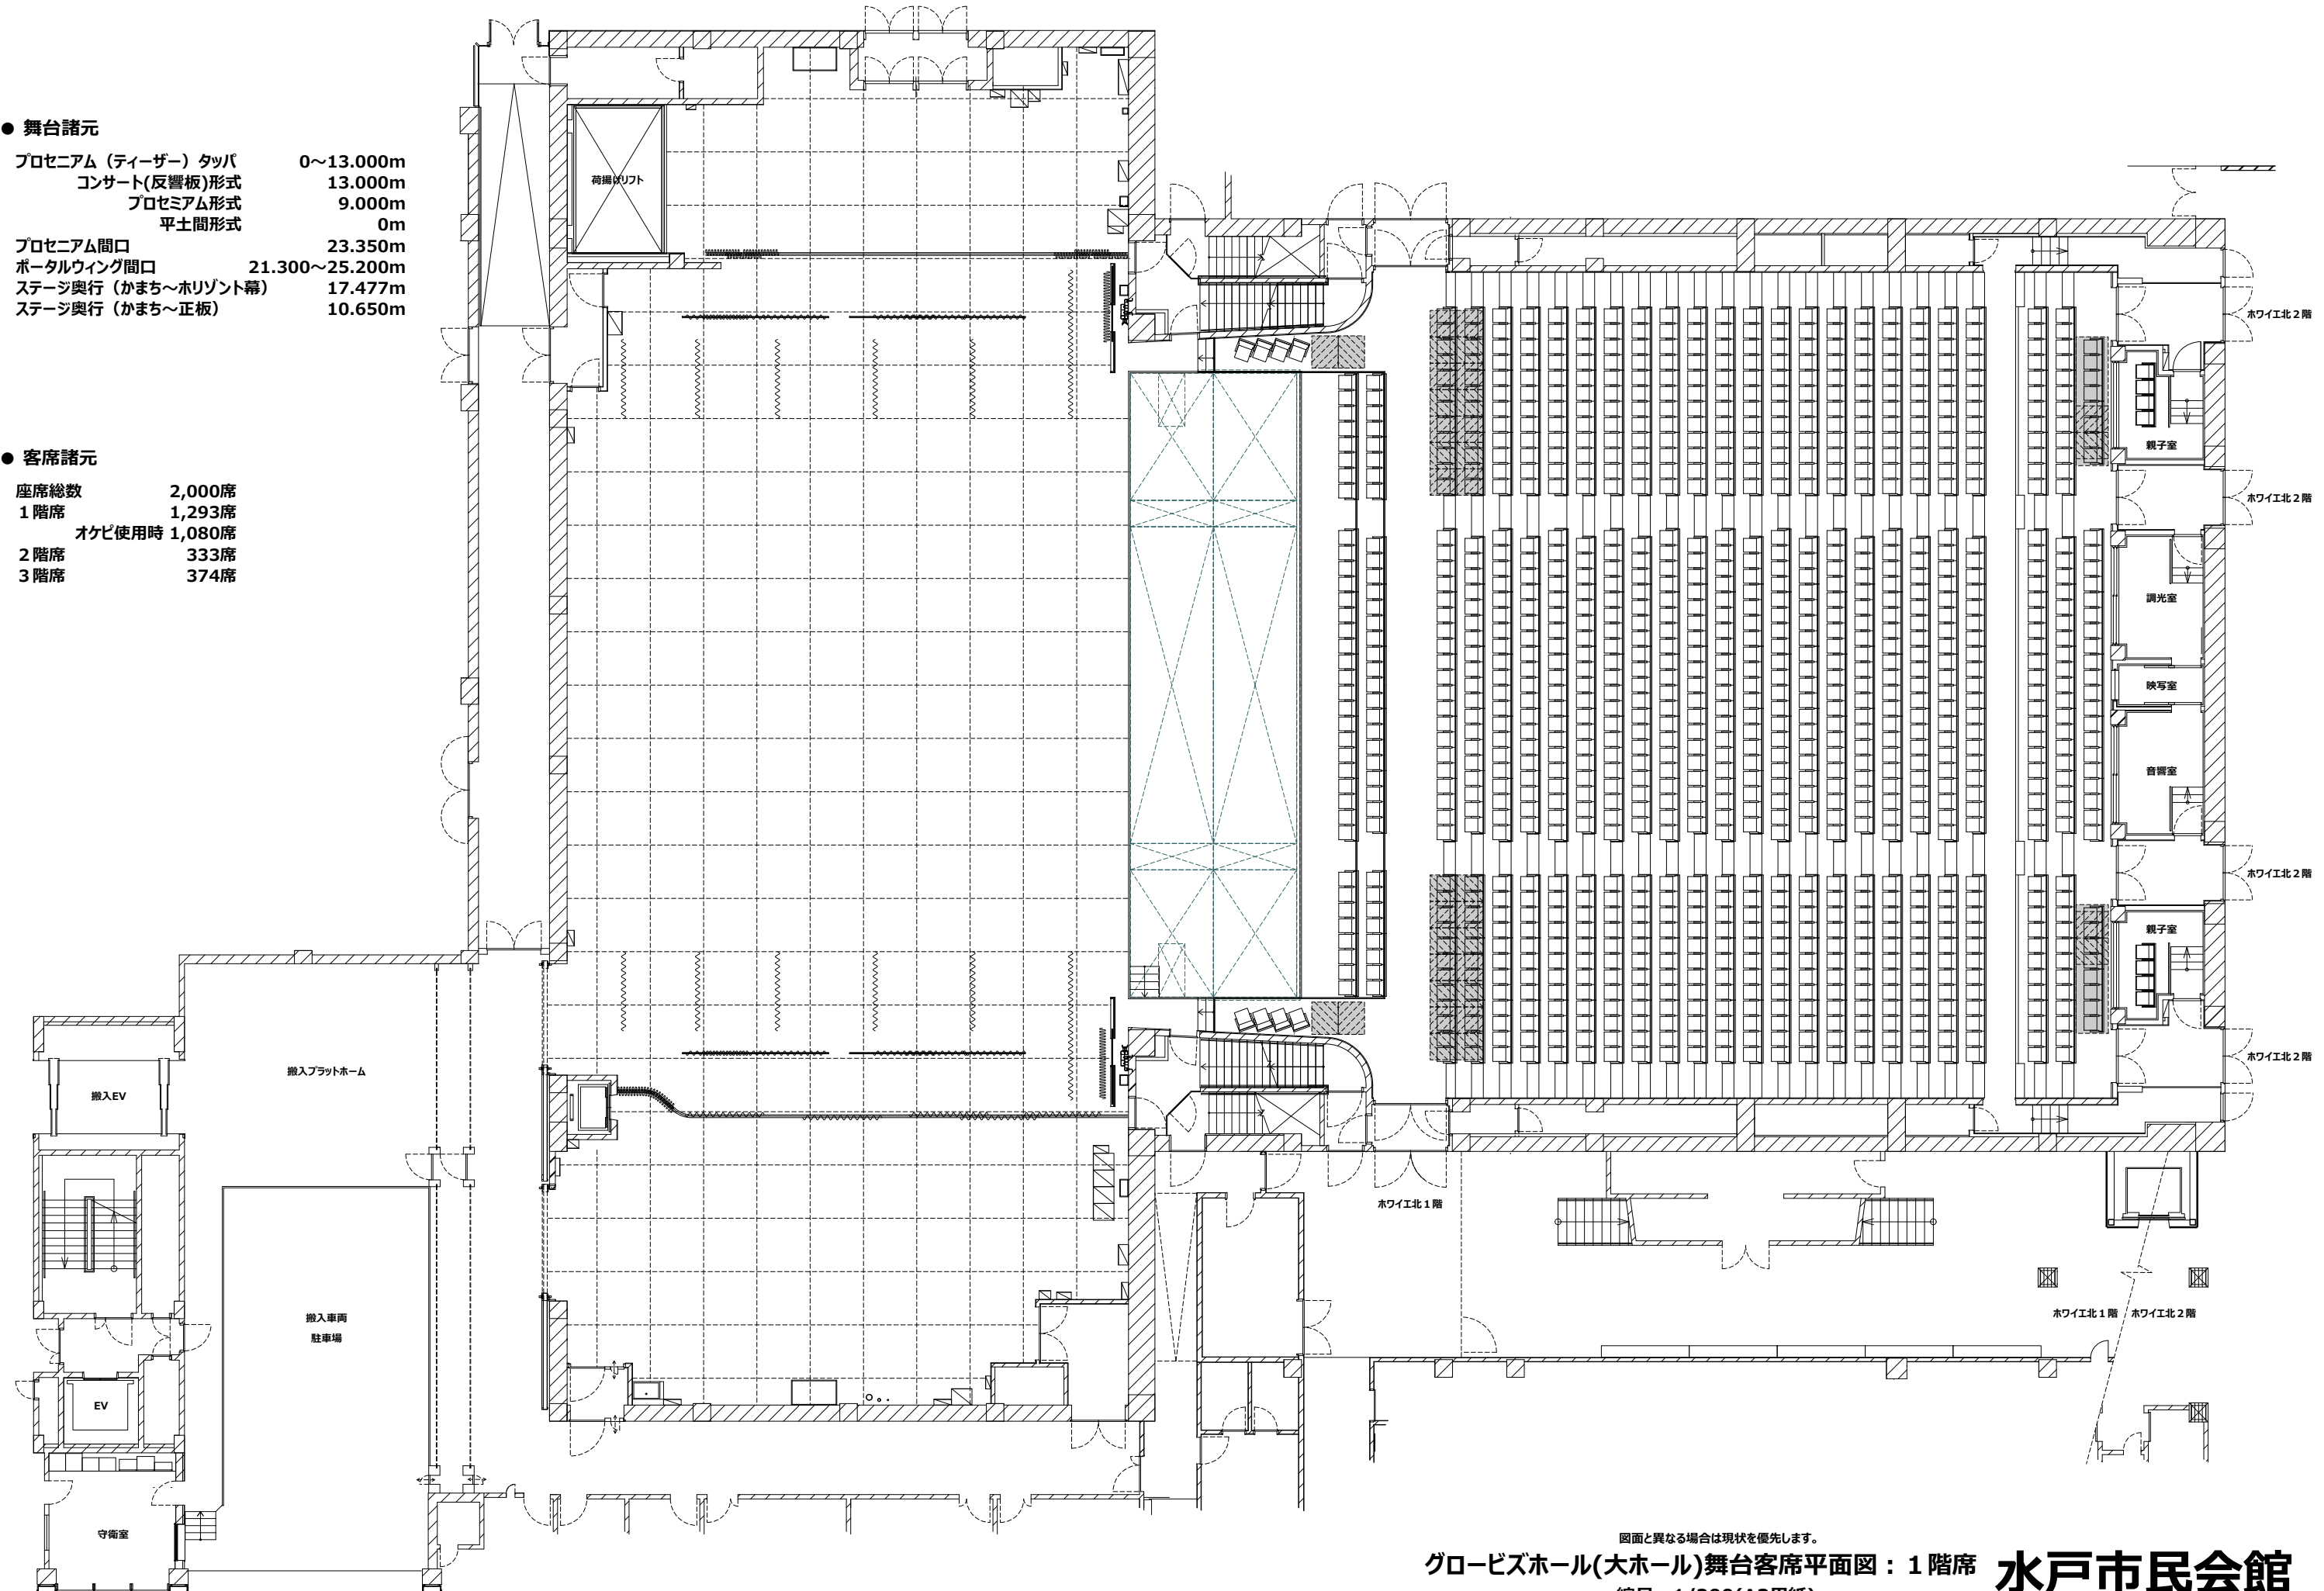 ● 舞台諸元
プロセニアム（ティーザー）タッパ 0～13.000m
コンサート(反響板)形式 13.000m
プロセミアム形式 9.000m
平土間形式 0m
プロセニアム間口 23.350m
ポータルウィング間口 21.300～25.200m
ステージ奥行（かまち～ホリゾント幕） 17.477m
ステージ奥行（かまち～正板） 10.650m
● 客席諸元
座席総数 2,000席
1階席 1,293席
オケピ使用時 1,080席
2階席 333席
3階席 374席
荷揚げリフト
ホワイエ北2階
親子室
ホワイエ北2階
調光室
映写室
音響室
ホワイエ北2階
親子室
ホワイエ北2階
搬入プラットホーム
搬入EV
ホワイエ北1階
搬入車両
駐車場
ホワイエ北1階 ホワイエ北2階
EV
守衛室
図面と異なる場合は現状を優先します。
グロービズホール(大ホール)舞台客席平面図：1階席
水戸市民会館